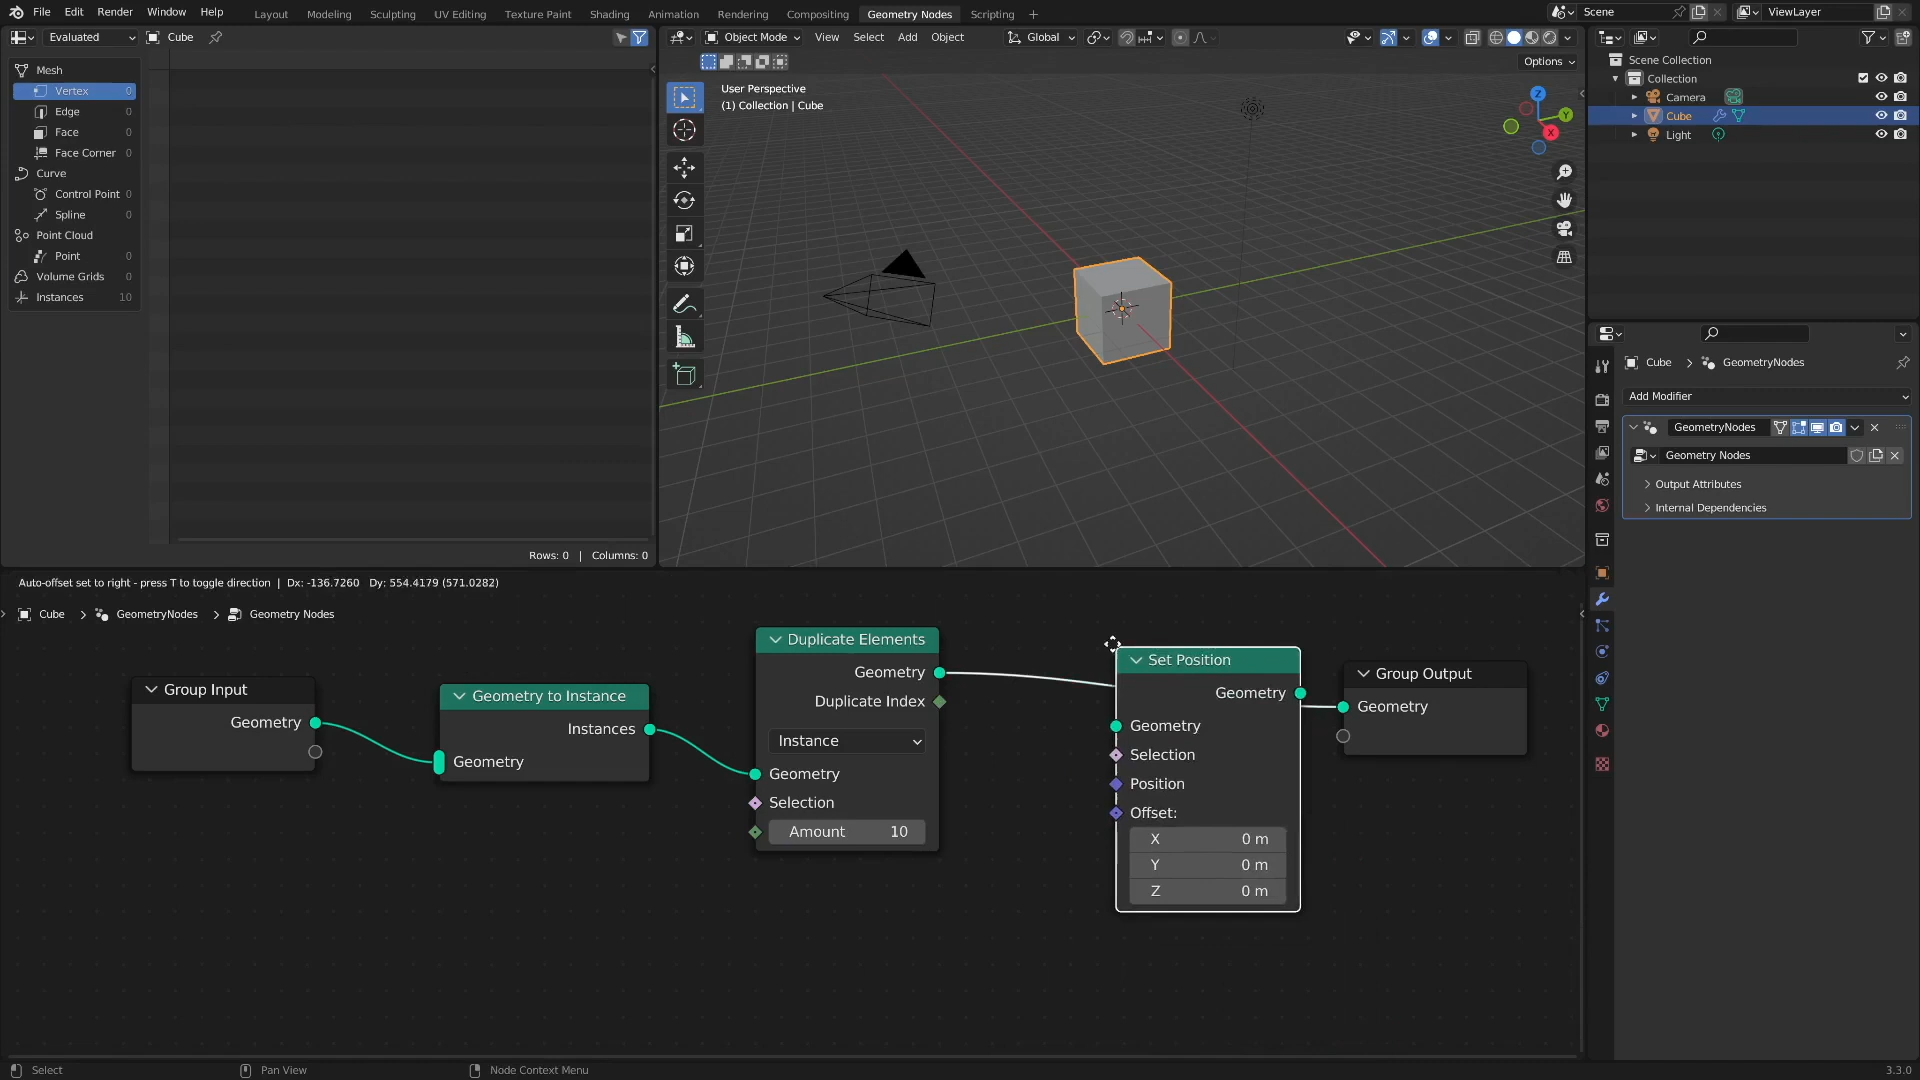 File Edit Render Window Help
Layout Modeling Sculpting UV Editing Texture Paint Shading Animation Rendering Compositing Geometry Nodes Scripting +
Scene
ViewLayer
Evaluated
Cube
Mesh
Vertex 0
Edge 0
Face 0
Face Corner 0
Curve
Control Point 0
Spline 0
Point Cloud
Point 0
Volume Grids 0
Instances 10
Rows: 0 | Columns: 0
Object Mode View Select Add Object
Global
Options
User Perspective
(1) Collection | Cube
Z
Y
X
Scene Collection
Collection
Camera
Cube
Light
Cube > GeometryNodes
Add Modifier
GeometryNodes
Geometry Nodes
Output Attributes
Internal Dependencies
Auto-offset set to right - press T to toggle direction | Dx: -136.7260 Dy: 554.4179 (571.0282)
Cube > GeometryNodes > Geometry Nodes
Group Input
Geometry
Geometry to Instance
Instances
Geometry
Duplicate Elements
Geometry
Duplicate Index
Instance
Geometry
Selection
Amount 10
Set Position
Geometry
Geometry
Selection
Position
Offset:
X 0 m
Y 0 m
Z 0 m
Group Output
Geometry
Select
Pan View
Node Context Menu
3.3.0